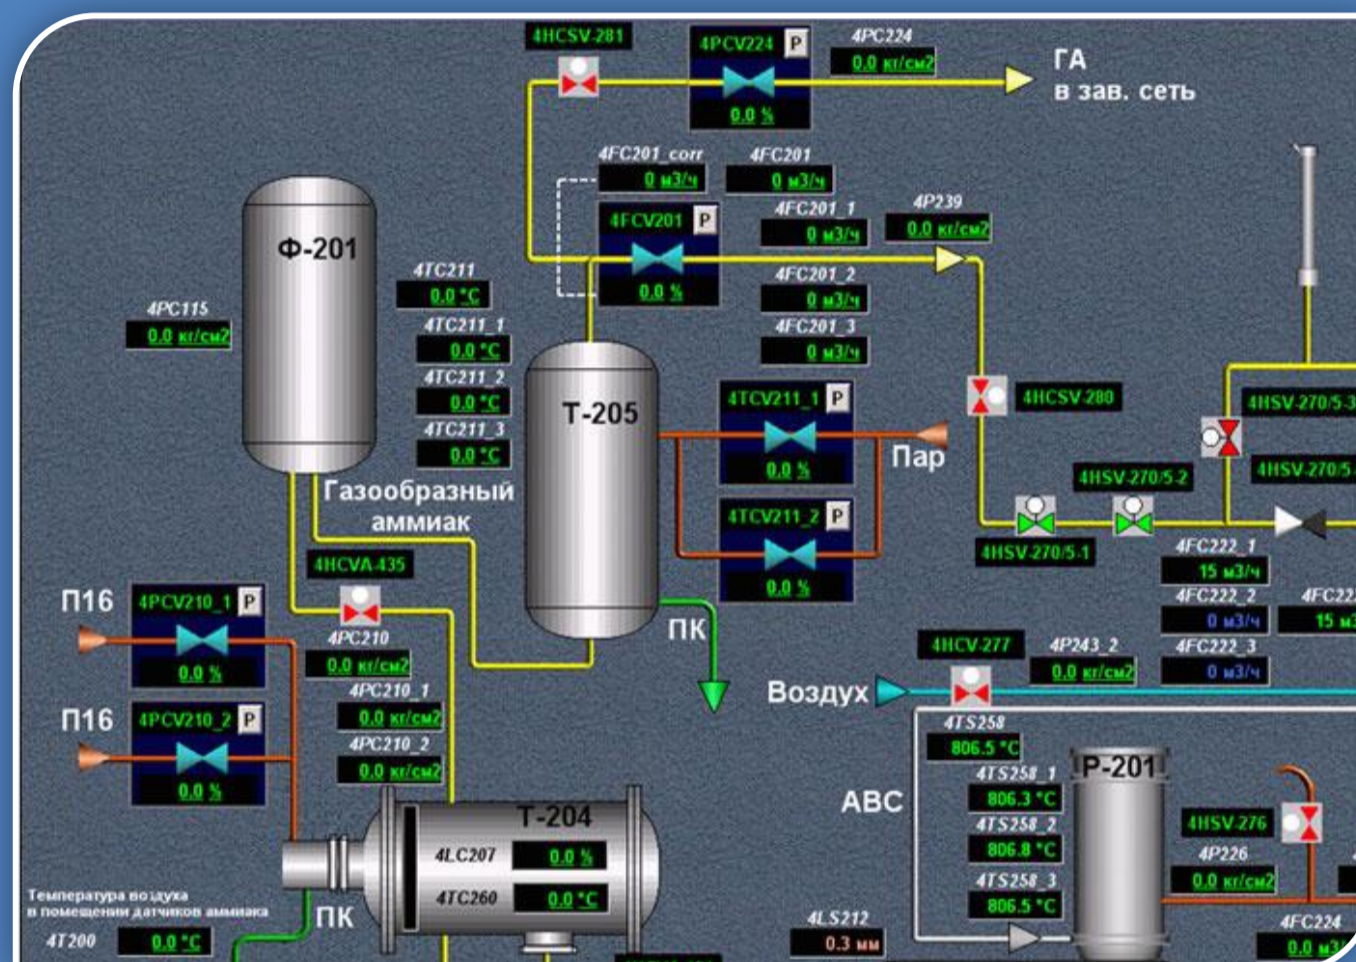 4HCSV-281
4PCV224 P
0.0 %
4PC224
0.0 кг/см2
ГА
в зав. сеть
4FC201_corr
0 м3/ч
4FC201
0 м3/ч
4FCV201 P
0.0 %
4FC201_1
0 м3/ч
4P239
0.0 кг/см2
4FC201_2
0 м3/ч
4FC201_3
0 м3/ч
Ф-201
4PC115
0.0 кг/см2
4TC211
0.0 °C
4TC211_1
0.0 °C
4TC211_2
0.0 °C
4TC211_3
0.0 °C
Газообразный
аммиак
Т-205
4TCV211_1 P
0.0 %
4TCV211_2 P
0.0 %
Пар
4HCSV-280
4HSV-270/5-3
4HSV-270/5-2
4HSV-270/5
4HSV-270/5-1
4FC222_1
15 м3/ч
4FC222_2
0 м3/ч
4FC222_3
0 м3/ч
4FC222
15 м3
4HCVA-435
П16
4PCV210_1 P
0.0 %
П16
4PCV210_2 P
0.0 %
4PC210
0.0 кг/см2
4PC210_1
0.0 кг/см2
4PC210_2
0.0 кг/см2
ПК
4HCV-277
4P243_2
0.0 кг/см2
Воздух
4TS258
806.5 °C
4TS258_1
806.3 °C
4TS258_2
806.8 °C
4TS258_3
806.5 °C
АВС
Р-201
4HSV-276
4P226
0.0 кг/см2
4FC224
0.0 м3/
4LS212
0.3 мм
Т-204
4LC207 0.0 %
4TC260 0.0 °C
Температура воздуха
в помещении датчиков аммиака
4T200 0.0 °C
ПК